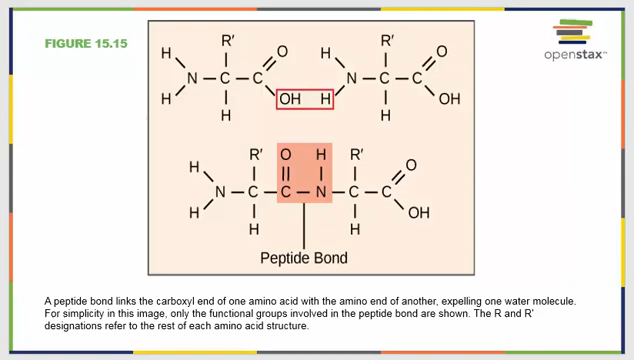 FIGURE 15.15
openstax™
H R′ O H R′ O
N – C – C N – C – C
H OH H OH
H H
R′ O H R′ O
H
N – C – C – N – C – C
H OH
H H
Peptide Bond
A peptide bond links the carboxyl end of one amino acid with the amino end of another, expelling one water molecule.
For simplicity in this image, only the functional groups involved in the peptide bond are shown. The R and R′
designations refer to the rest of each amino acid structure.